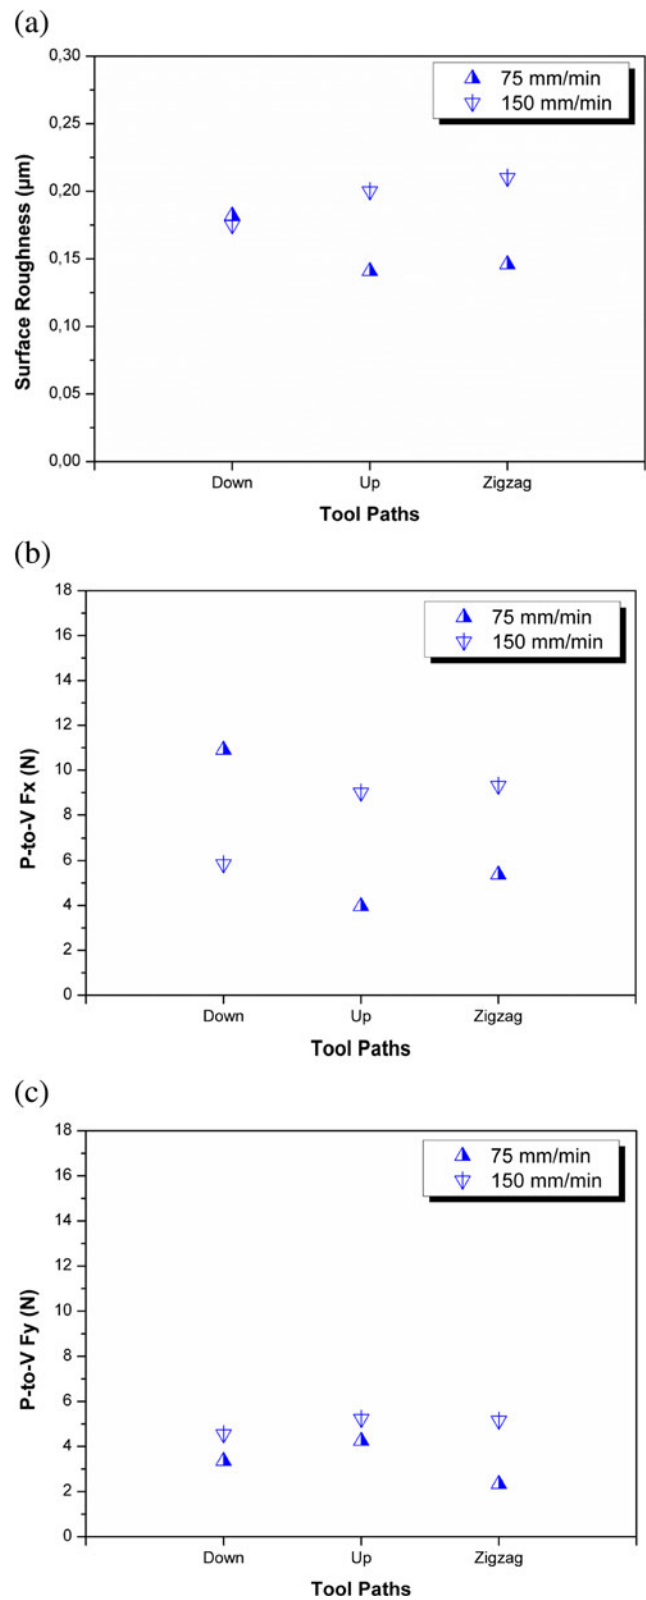 (a)
0,30
0,25
0,20
0,15
0,10
0,05
0,00
Surface Roughness (µm)
75 mm/min
150 mm/min
Down Up Zigzag
Tool Paths
(b)
18
16
14
12
10
8
6
4
2
0
P-to-V Fx (N)
75 mm/min
150 mm/min
Down Up Zigzag
Tool Paths
(c)
18
16
14
12
10
8
6
4
2
0
P-to-V Fy (N)
75 mm/min
150 mm/min
Down Up Zigzag
Tool Paths